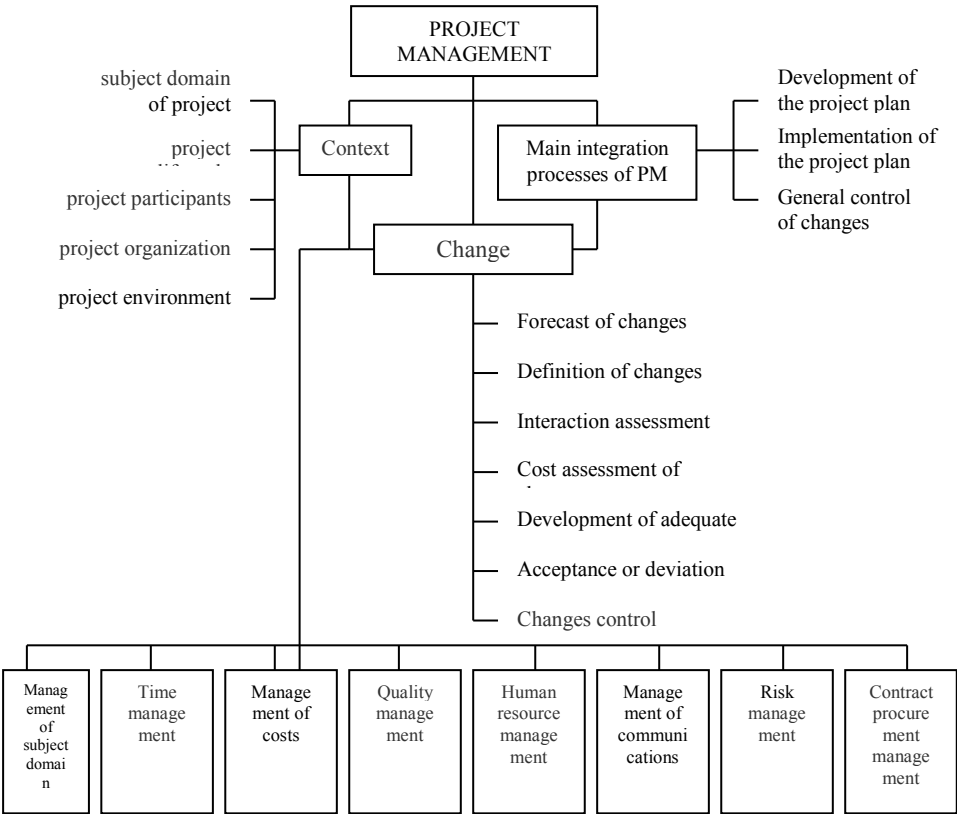 PROJECT
MANAGEMENT
subject domain
of project
project
project participants
project organization
project environment
Context
Main integration
processes of PM
Development of
the project plan
Implementation of
the project plan
General control
of changes
Change
Forecast of changes
Definition of changes
Interaction assessment
Cost assessment of
Development of adequate
Acceptance or deviation
Changes control
Manag
ement
of
subject
domai
n
Time
manage
ment
Manage
ment of
costs
Quality
manage
ment
Human
resource
manage
ment
Manage
ment of
communi
cations
Risk
manage
ment
Contract
procure
ment
manage
ment